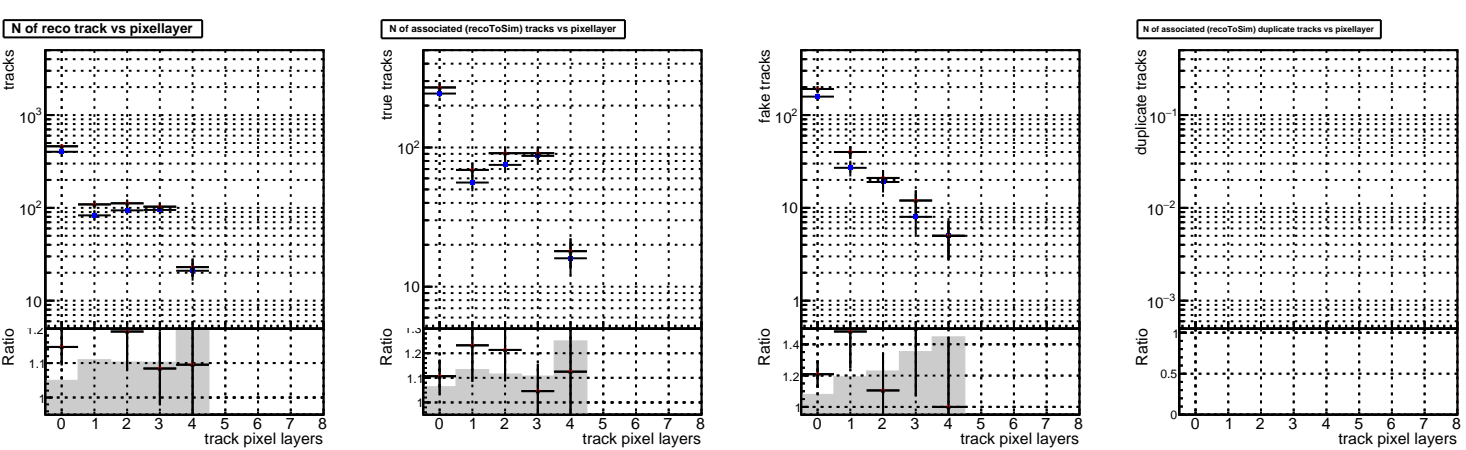 N of reco track vs pixellayer
tracks
10³
10²
10
Ratio
1.2
1.1
1
0 1 2 3 4 5 6 7 8
track pixel layers
N of associated (recoToSim) tracks vs pixellayer
true tracks
10²
10
Ratio
1.3
1.2
1.1
1
0 1 2 3 4 5 6 7 8
track pixel layers
fake tracks
10²
10
1
Ratio
1.4
1.2
1
0 1 2 3 4 5 6 7 8
track pixel layers
N of associated (recoToSim) duplicate tracks vs pixellayer
duplicate tracks
10⁻¹
10⁻²
10⁻³
Ratio
1
0.5
0
0 1 2 3 4 5 6 7 8
track pixel layers